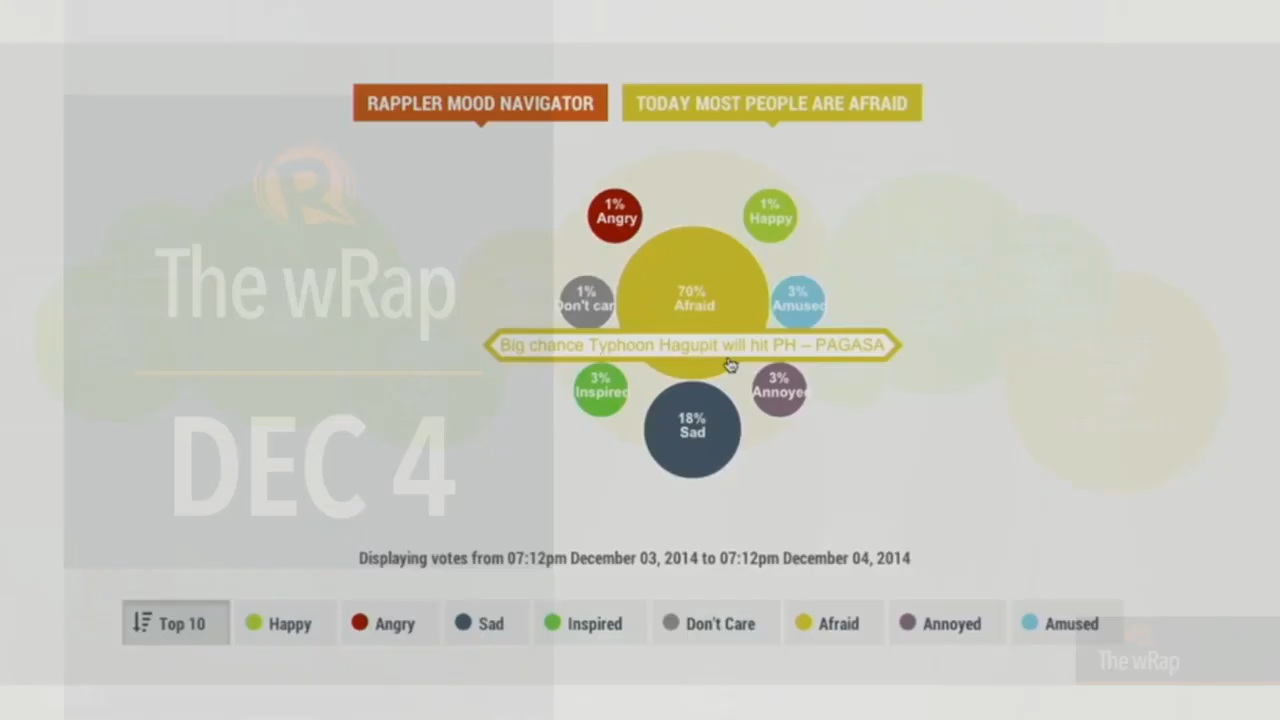 RAPPLER MOOD NAVIGATOR
TODAY MOST PEOPLE ARE AFRAID
R
The wRap
DEC 4
1%
Angry
1%
Happy
1%
Don't car
70%
Afraid
3%
Amused
Big chance Typhoon Hagupit will hit PH – PAGASA
3%
Inspired
3%
Annoyed
18%
Sad
Displaying votes from 07:12pm December 03, 2014 to 07:12pm December 04, 2014
Top 10
Happy
Angry
Sad
Inspired
Don't Care
Afraid
Annoyed
Amused
The wRap